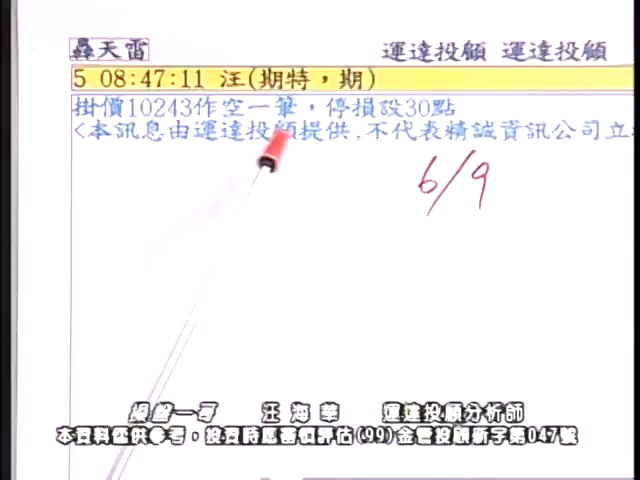 轟天雷 運達投顧 運達投顧
5 08:47:11 汪(期特，期)
掛價10243作空一筆，停損設30點
<本訊息由運達投顧提供,不代表精誠資訊公司立
6/9
操盤一哥 汪海華 運達投顧分析師
本資料僅供參考，投資時應審慎評估(99)金管投顧新字第047號